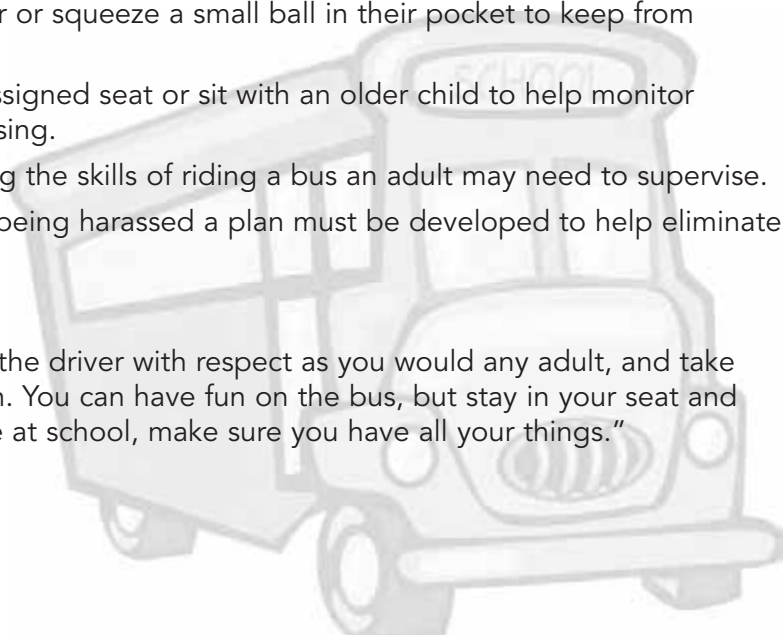 r or squeeze a small ball in their pocket to keep from
SCHOOL
ssigned seat or sit with an older child to help monitor
sing.
g the skills of riding a bus an adult may need to supervise.
being harassed a plan must be developed to help eliminate
the driver with respect as you would any adult, and take
. You can have fun on the bus, but stay in your seat and
e at school, make sure you have all your things.”